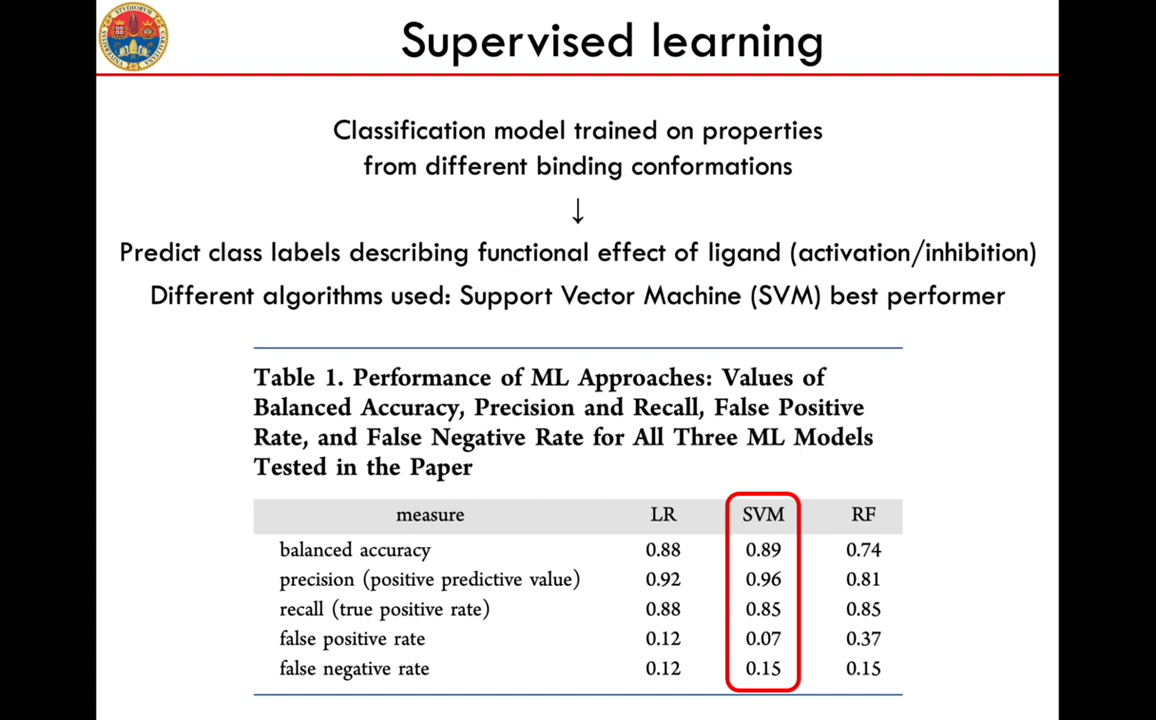 Supervised learning
Classification model trained on properties
from different binding conformations
↓
Predict class labels describing functional effect of ligand (activation/inhibition)
Different algorithms used: Support Vector Machine (SVM) best performer
Table 1. Performance of ML Approaches: Values of
Balanced Accuracy, Precision and Recall, False Positive
Rate, and False Negative Rate for All Three ML Models
Tested in the Paper
measure LR SVM RF
balanced accuracy 0.88 0.89 0.74
precision (positive predictive value) 0.92 0.96 0.81
recall (true positive rate) 0.88 0.85 0.85
false positive rate 0.12 0.07 0.37
false negative rate 0.12 0.15 0.15